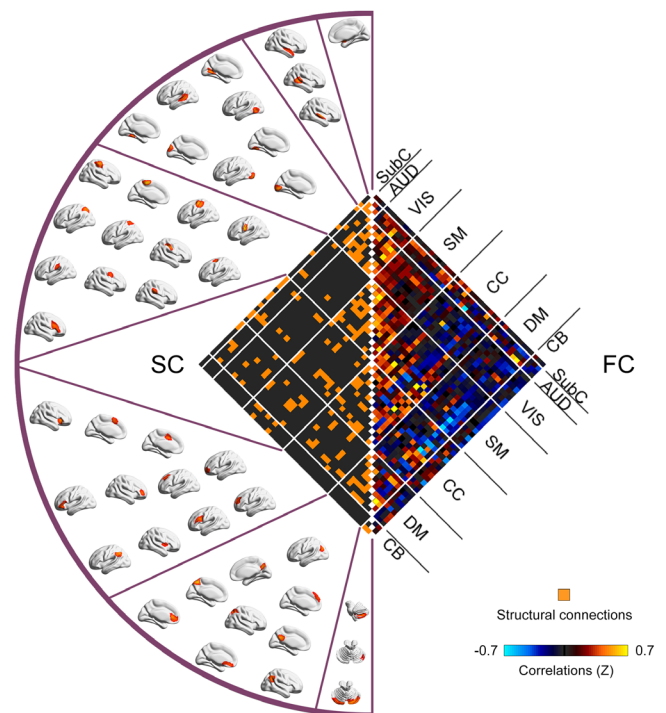 SubC
AUD
VIS
SM
CC
DM
CB
SC
FC
SubC
AUD
VIS
SM
CC
DM
CB
Structural connections
-0.7
0.7
Correlations (Z)